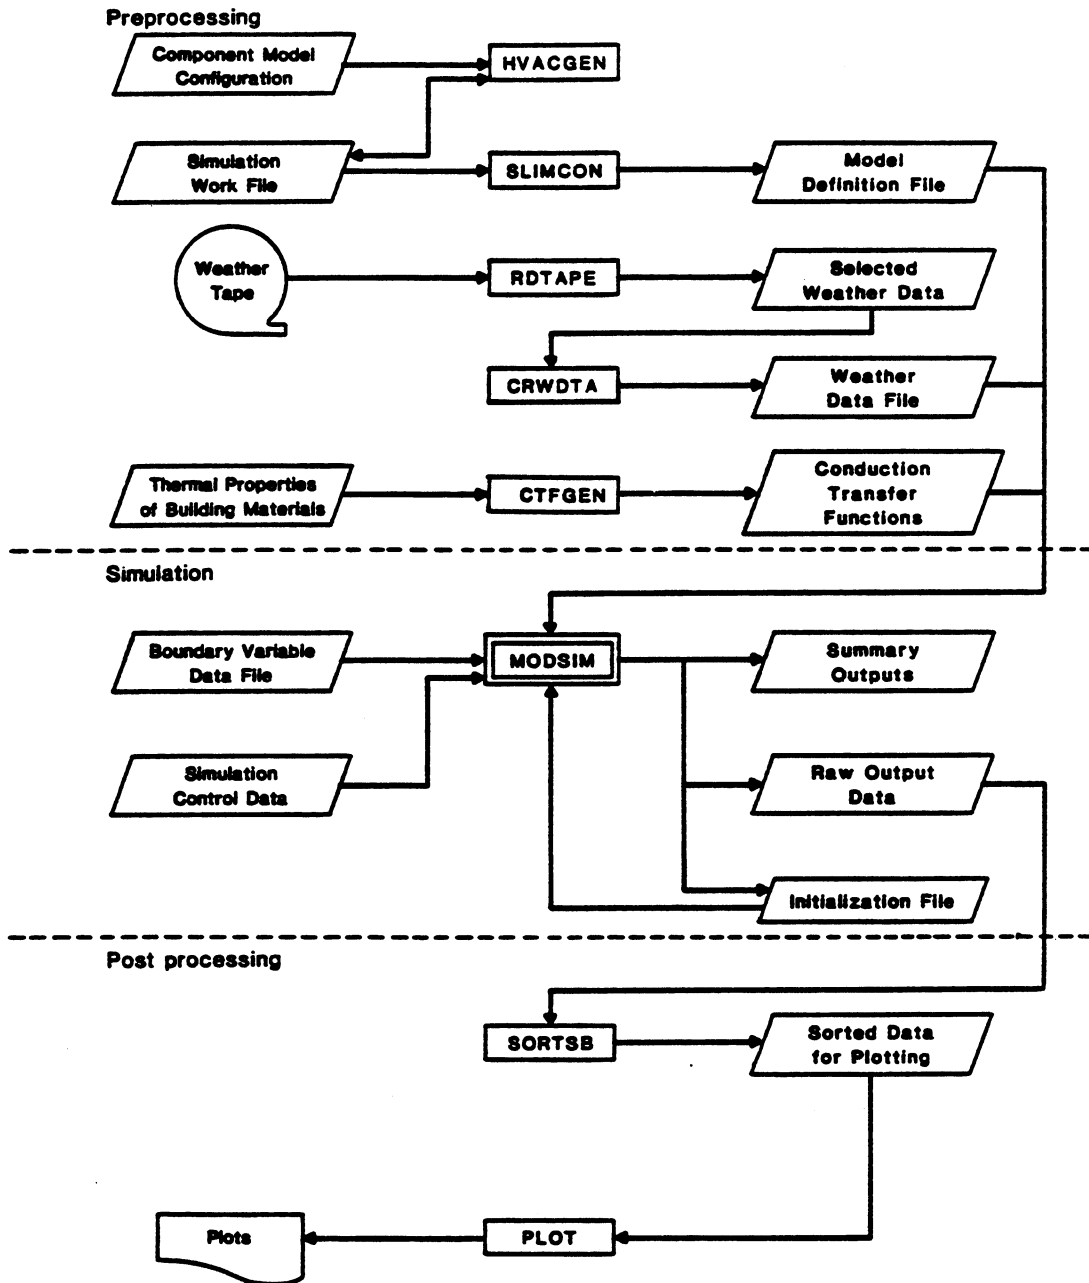 Preprocessing
Component Model
Configuration
HVACGEN
Simulation
Work File
SLIMCON
Model
Definition File
Weather
Tape
RDTAPE
Selected
Weather Data
CRWDTA
Weather
Data File
Thermal Properties
of Building Materials
CTFGEN
Conduction
Transfer
Functions
Simulation
Boundary Variable
Data File
MODSIM
Summary
Outputs
Simulation
Control Data
Raw Output
Data
Initialization File
Post processing
SORTSB
Sorted Data
for Plotting
Plots
PLOT